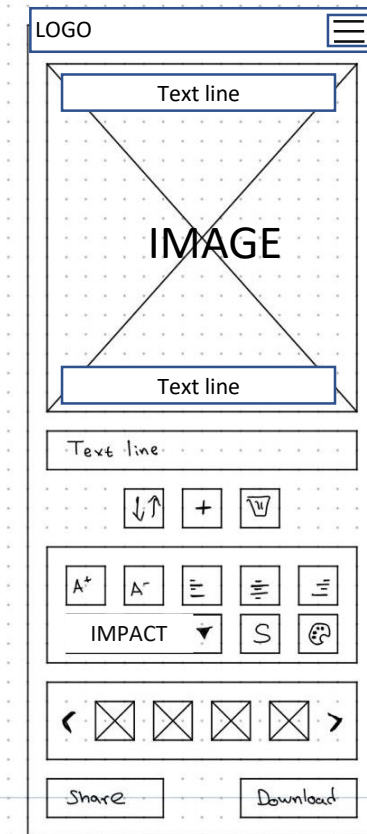 LOGO
Text line
IMAGE
Text line
Text line
+
A+ A-
IMPACT S
Share Download